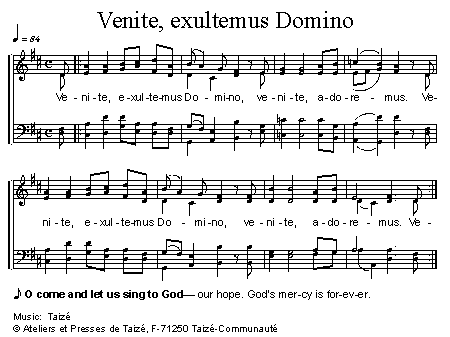 Venite, exultemus Domino
♩ = 84
Ve- ni-te, e-xul-te-mus Do - mi-no, ve-ni-te, a-do-re - mus. Ve-
ni-te, e-xul-te-mus Do - mi-no, ve-ni-te, a-do-re - mus. Ve-
♪ O come and let us sing to God— our hope. God's mer-cy is for-ev-er.
Music: Taizé
© Ateliers et Presses de Taizé, F-71250 Taizé-Communauté